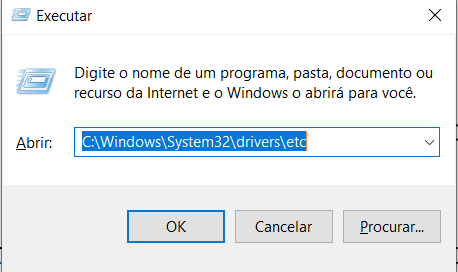 Executar
Digite o nome de um programa, pasta, documento ou
recurso da Internet e o Windows o abrirá para você.
Abrir: C:\Windows\System32\drivers\etc
OK Cancelar Procurar...